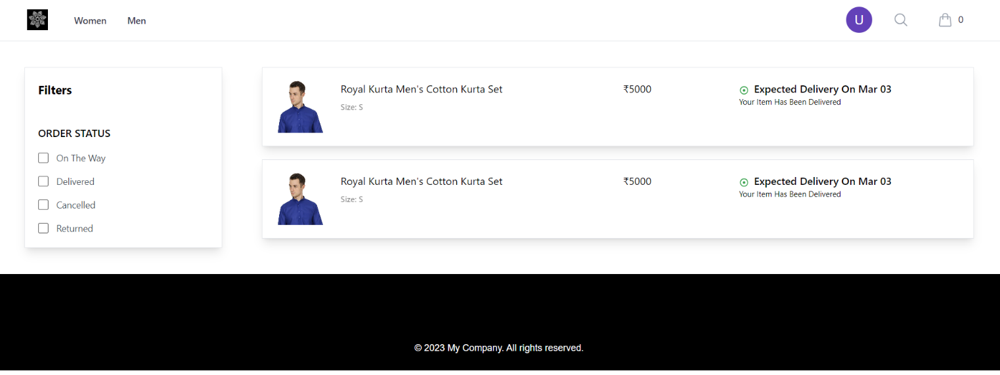 Women
Men
U
0
Filters
ORDER STATUS
On The Way
Delivered
Cancelled
Returned
Royal Kurta Men's Cotton Kurta Set
Size: S
₹5000
Expected Delivery On Mar 03
Your Item Has Been Delivered
Royal Kurta Men's Cotton Kurta Set
Size: S
₹5000
Expected Delivery On Mar 03
Your Item Has Been Delivered
© 2023 My Company. All rights reserved.